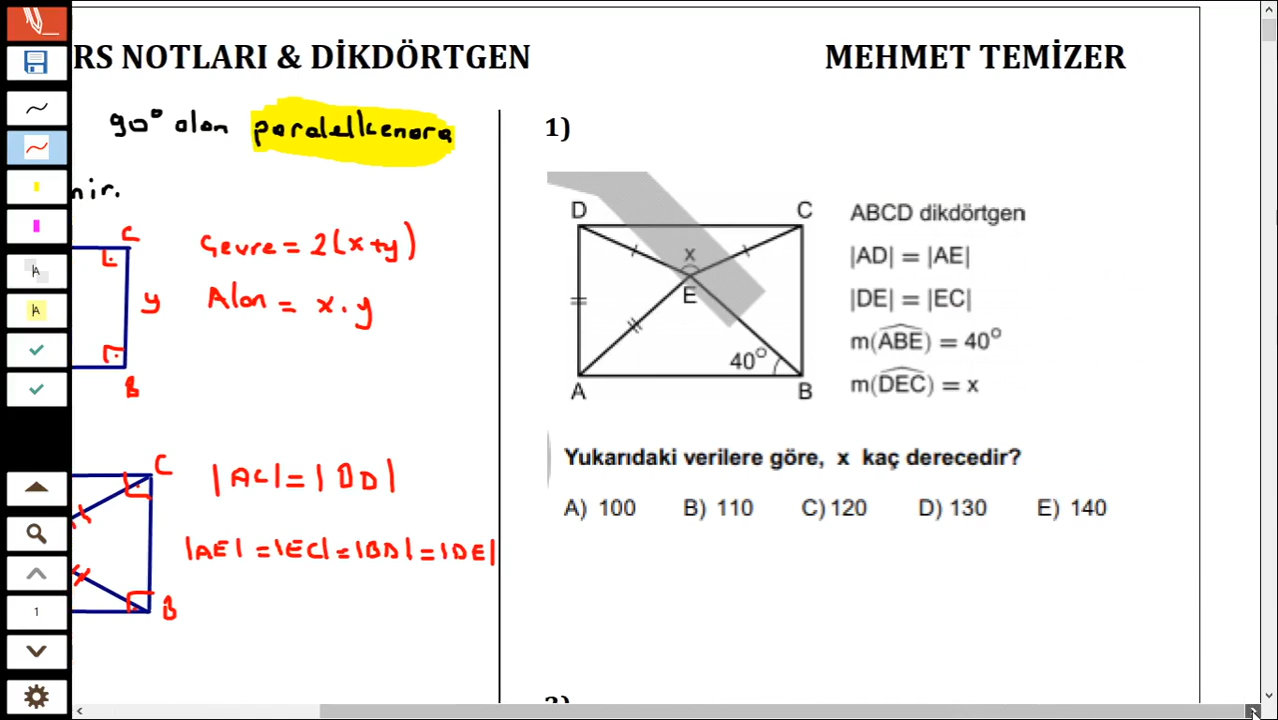 RS NOTLARI & DİKDÖRTGEN
MEHMET TEMİZER
90° alan paralelkenara
nir.
C
Çevre = 2(x+y)
y
Alan = x.y
B
C
|AC| = |BD|
|AE| = |EC| = |BD| = |DE|
B
1)
D
C
x
E
40°
A
B
ABCD dikdörtgen
|AD| = |AE|
|DE| = |EC|
m(ABE) = 40°
m(DEC) = x
Yukarıdaki verilere göre, x kaç derecedir?
A) 100 B) 110 C) 120 D) 130 E) 140
1